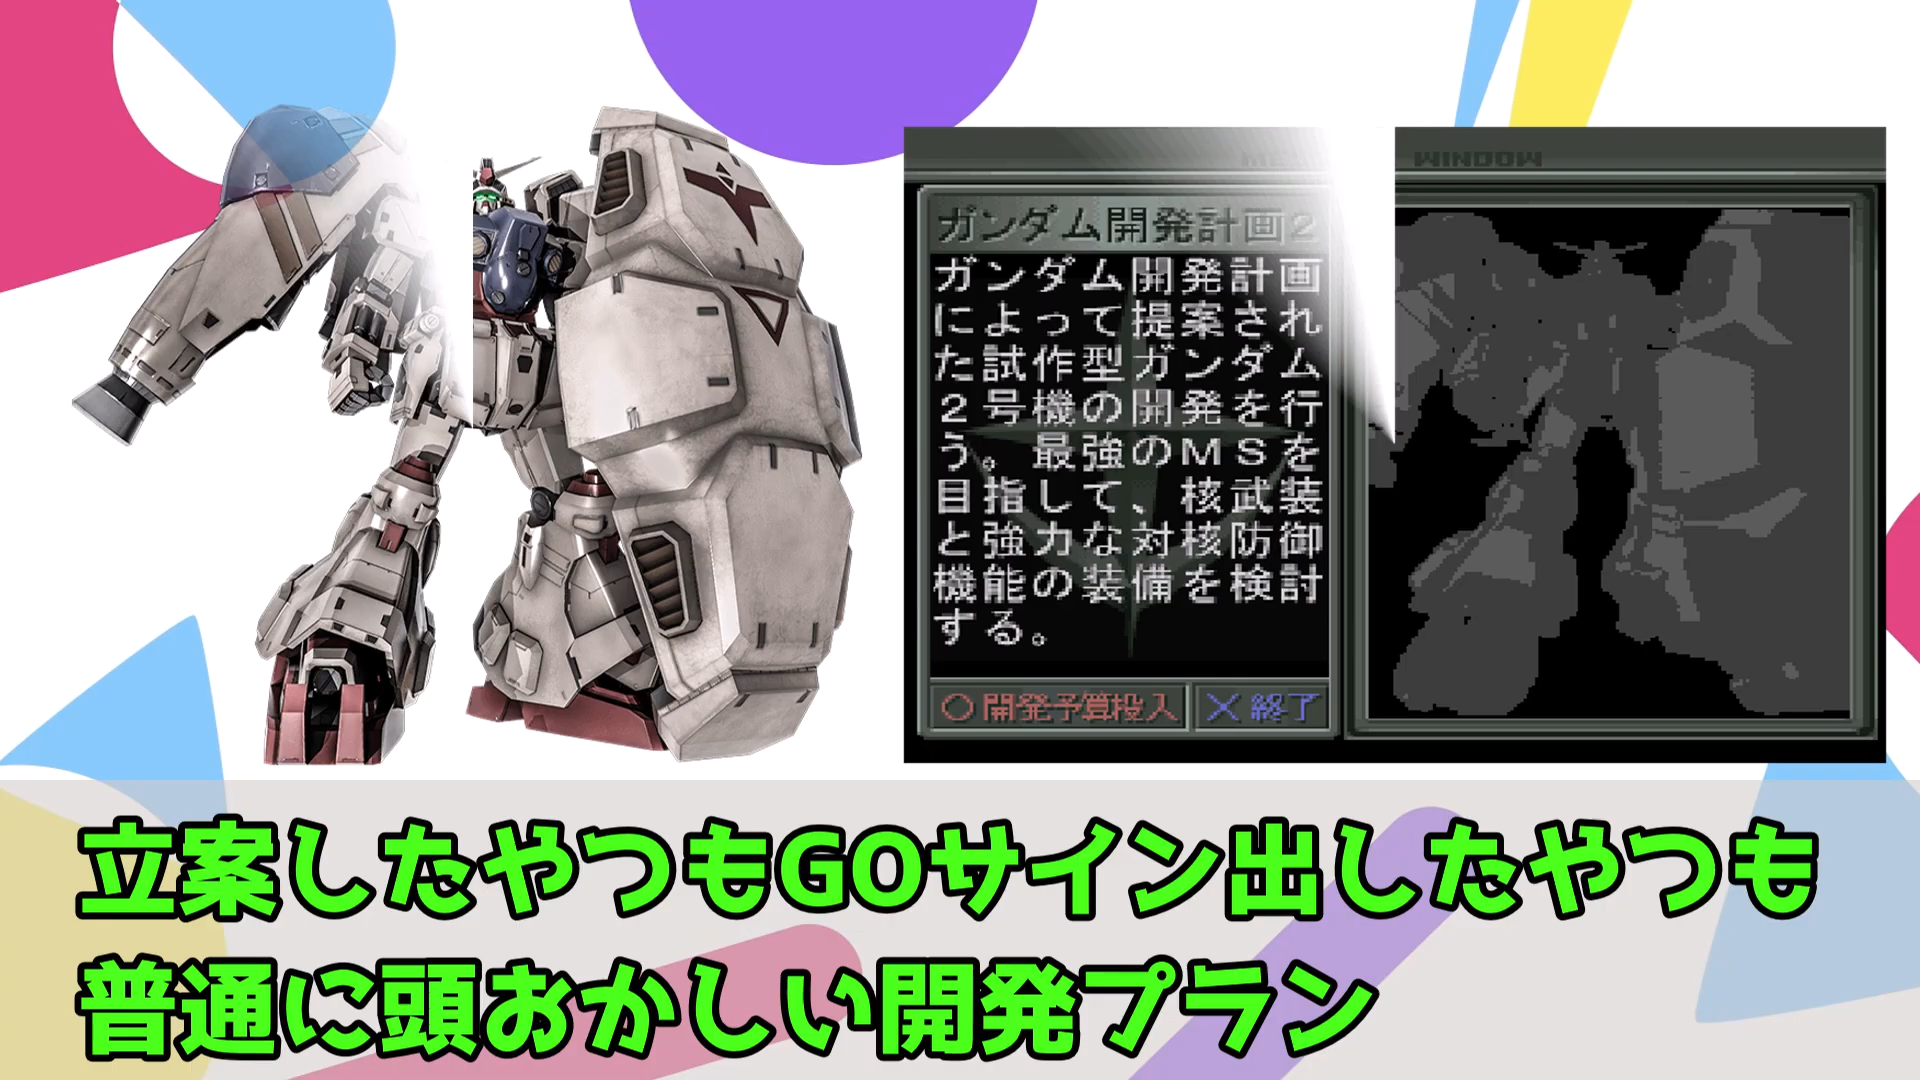 WINDOW
ガンダム開発計画2
ガンダム開発計画
によって提案され
た試作型ガンダム
2号機の開発を行
う。最強のMSを
目指して、核武装
と強力な対核防御
機能の装備を検討
する。
○開発予算投入 ×終了
立案したやつもGOサイン出したやつも
普通に頭おかしい開発プラン